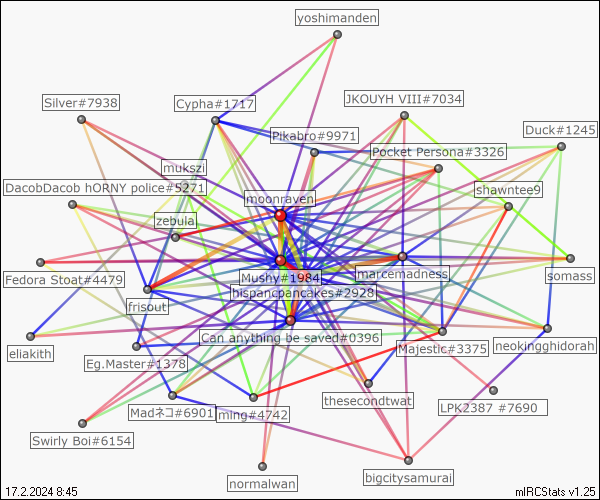 yoshimanden
Silver#7938
Cypha#1717
JKOUYH VIII#7034
Duck#1245
Pikabro#9971
Pocket Persona#3326
mukszi
DacobDacob hORNY police#5271
shawntee9
moonraven
zebula
Fedora Stoat#4479
Mushy#1984
marcemadness
somass
hispancpancakes#2928
frisout
Can anything be saved#0396
eliakith
Eg.Master#1378
Majestic#3375
neokingghidorah
Madネコ#6901
ming#4742
thesecondtwat
LPK2387 #7690
Swirly Boi#6154
normalwan
bigcitysamurai
17.2.2024 8:45
mIRCStats v1.25